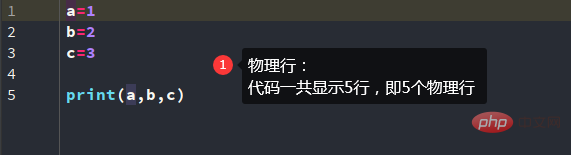 1 a=1
2 b=2
3 c=3
4
5 print(a,b,c)
1
物理行：
代码一共显示5行，即5个物理行
php